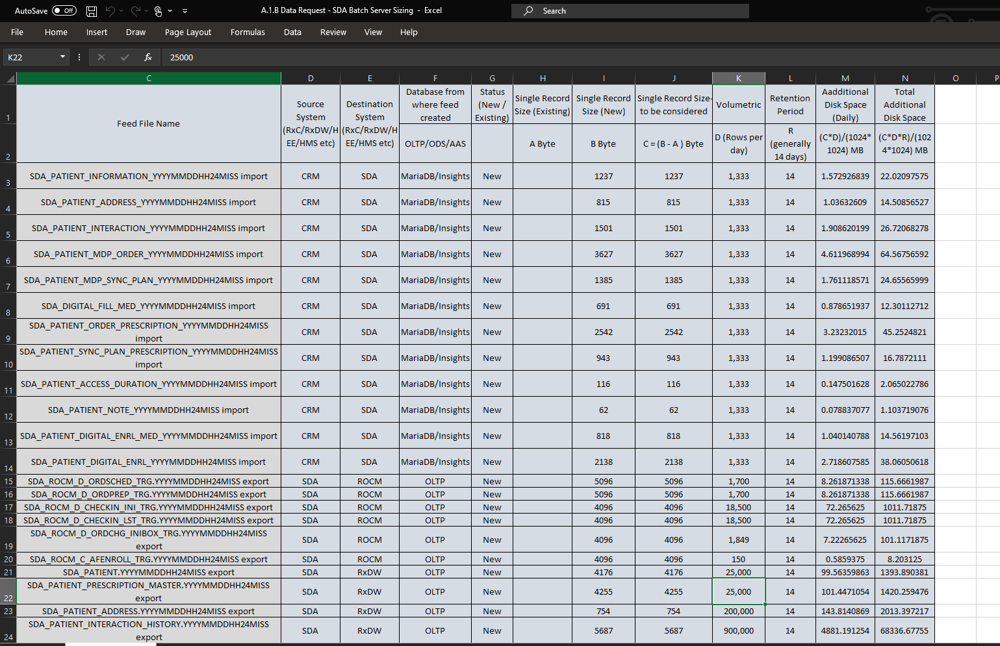 AutoSave Off A.1.B Data Request - SDA Batch Server Sizing - Excel Search
File Home Insert Draw Page Layout Formulas Data Review View Help
K22 fx 25000
C D E F G H I J K L M N O P
1 Feed File Name Source System (RxC/RxDW/HEE/HMS etc) Destination System (RxC/RxDW/HEE/HMS etc) Database from where feed created Status (New / Existing) Single Record Size (Existing) Single Record Size (New) Single Record Size- to be considered Volumetric Retention Period Aadditional Disk Space (Daily) Total Additional Disk Space
2 OLTP/ODS/AAS A Byte B Byte C = (B - A ) Byte D (Rows per day) R (generally 14 days) (C*D)/(1024*1024) MB (C*D*R)/(1024*1024) MB
3 SDA_PATIENT_INFORMATION_YYYYMMDDHH24MISS import CRM SDA MariaDB/Insights New 1237 1237 1,333 14 1.572926839 22.02097575
4 SDA_PATIENT_ADDRESS_YYYYMMDDHH24MISS import CRM SDA MariaDB/Insights New 815 815 1,333 14 1.03632609 14.50856527
5 SDA_PATIENT_INTERACTION_YYYYMMDDHH24MISS import CRM SDA MariaDB/Insights New 1501 1501 1,333 14 1.908620199 26.72068278
6 SDA_PATIENT_MDP_ORDER_YYYYMMDDHH24MISS import CRM SDA MariaDB/Insights New 3627 3627 1,333 14 4.611968994 64.56756592
7 SDA_PATIENT_MDP_SYNC_PLAN_YYYYMMDDHH24MISS import CRM SDA MariaDB/Insights New 1385 1385 1,333 14 1.761118571 24.65565999
8 SDA_DIGITAL_FILL_MED_YYYYMMDDHH24MISS import CRM SDA MariaDB/Insights New 691 691 1,333 14 0.878651937 12.30112712
9 SDA_PATIENT_ORDER_PRESCRIPTION_YYYYMMDDHH24MISS import CRM SDA MariaDB/Insights New 2542 2542 1,333 14 3.23232015 45.2524821
10 SDA_PATIENT_SYNC_PLAN_PRESCRIPTION_YYYYMMDDHH24MISS import CRM SDA MariaDB/Insights New 943 943 1,333 14 1.199086507 16.7872111
11 SDA_PATIENT_ACCESS_DURATION_YYYYMMDDHH24MISS import CRM SDA MariaDB/Insights New 116 116 1,333 14 0.147501628 2.065022786
12 SDA_PATIENT_NOTE_YYYYMMDDHH24MISS import CRM SDA MariaDB/Insights New 62 62 1,333 14 0.078837077 1.103719076
13 SDA_PATIENT_DIGITAL_ENRL_MED_YYYYMMDDHH24MISS import CRM SDA MariaDB/Insights New 818 818 1,333 14 1.040140788 14.56197103
14 SDA_PATIENT_DIGITAL_ENRL_YYYYMMDDHH24MISS import CRM SDA MariaDB/Insights New 2138 2138 1,333 14 2.718607585 38.06050618
15 SDA_ROCM_D_ORDSCHED_TRG.YYYYMMDDHH24MISS export SDA ROCM OLTP New 5096 5096 1,700 14 8.261871338 115.6661987
16 SDA_ROCM_D_ORDPREP_TRG.YYYYMMDDHH24MISS export SDA ROCM OLTP New 5096 5096 1,700 14 8.261871338 115.6661987
17 SDA_ROCM_D_CHECKIN_INI_TRG.YYYYMMDDHH24MISS export SDA ROCM OLTP New 4096 4096 18,500 14 72.265625 1011.71875
18 SDA_ROCM_D_CHECKIN_LST_TRG.YYYYMMDDHH24MISS export SDA ROCM OLTP New 4096 4096 18,500 14 72.265625 1011.71875
19 SDA_ROCM_D_ORDCHG_INIBOX_TRG.YYYYMMDDHH24MISS export SDA ROCM OLTP New 4096 4096 1,849 14 7.22265625 101.1171875
20 SDA_ROCM_C_AFENROLL_TRG.YYYYMMDDHH24MISS export SDA ROCM OLTP New 4096 4096 150 14 0.5859375 8.203125
21 SDA_PATIENT.YYYYMMDDHH24MISS export SDA RxDW OLTP New 4176 4176 25,000 14 99.56359863 1393.890381
22 SDA_PATIENT_PRESCRIPTION_MASTER.YYYYMMDDHH24MISS export SDA RxDW OLTP New 4255 4255 25,000 14 101.4471054 1420.259476
23 SDA_PATIENT_ADDRESS.YYYYMMDDHH24MISS export SDA RxDW OLTP New 754 754 200,000 14 143.8140869 2013.397217
24 SDA_PATIENT_INTERACTION_HISTORY.YYYYMMDDHH24MISS export SDA RxDW OLTP New 5687 5687 900,000 14 4881.191254 68336.67755